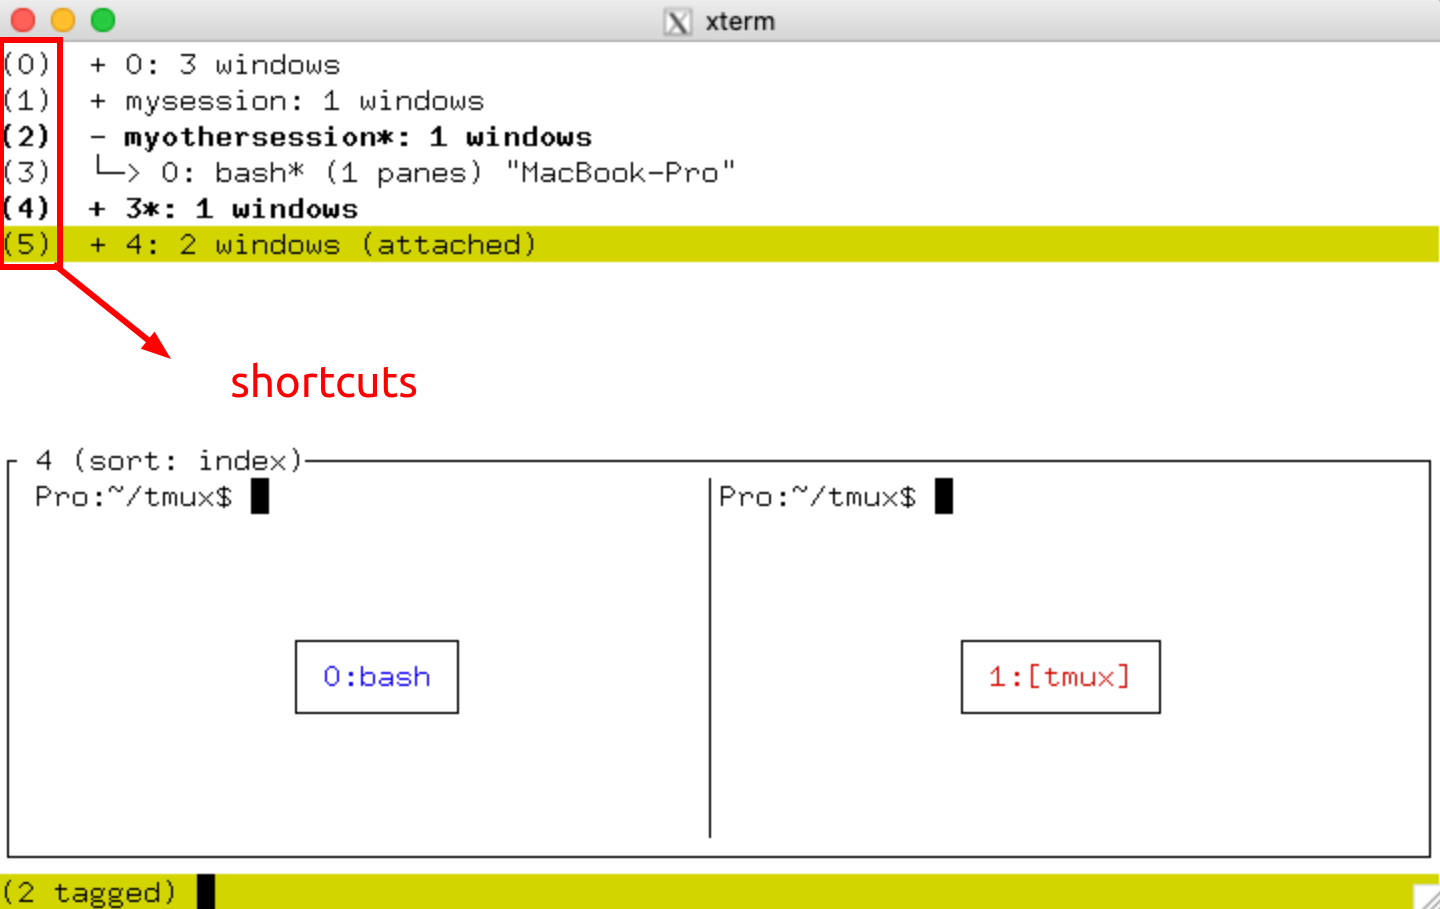 xterm
(0) + 0: 3 windows
(1) + mysession: 1 windows
(2) - myothersession*: 1 windows
(3) └─> 0: bash* (1 panes) "MacBook-Pro"
(4) + 3*: 1 windows
(5) + 4: 2 windows (attached)
shortcuts
4 (sort: index)
Pro:~/tmux$ Pro:~/tmux$
0:bash 1:[tmux]
(2 tagged)